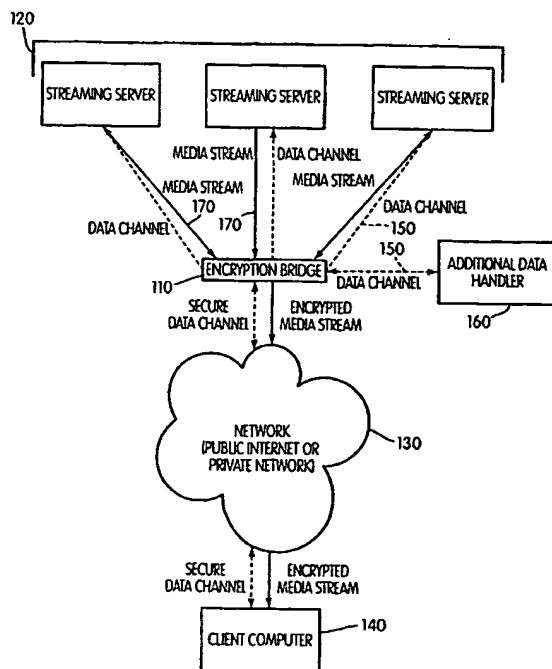 120
STREAMING SERVER
STREAMING SERVER
STREAMING SERVER
MEDIA STREAM
DATA CHANNEL
MEDIA STREAM
MEDIA STREAM
170
170
DATA CHANNEL
DATA CHANNEL
150
150
110
ENCRYPTION BRIDGE
DATA CHANNEL
ADDITIONAL DATA
HANDLER
160
SECURE
DATA CHANNEL
ENCRYPTED
MEDIA STREAM
NETWORK
(PUBLIC INTERNET OR
PRIVATE NETWORK)
130
SECURE
DATA CHANNEL
ENCRYPTED
MEDIA STREAM
CLIENT COMPUTER
140